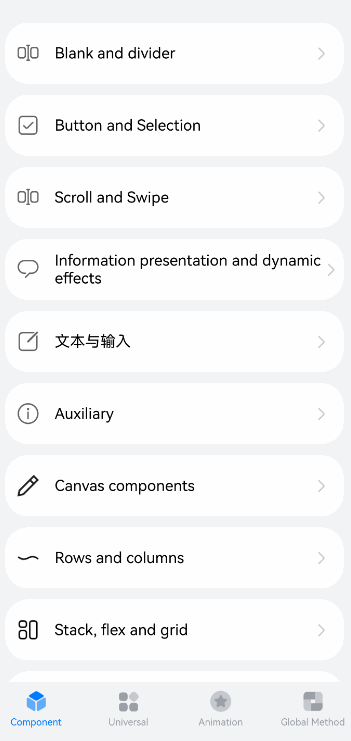 Blank and divider
Button and Selection
Scroll and Swipe
Information presentation and dynamic
effects
文本与输入
Auxiliary
Canvas components
Rows and columns
Stack, flex and grid
Component
Universal
Animation
Global Method